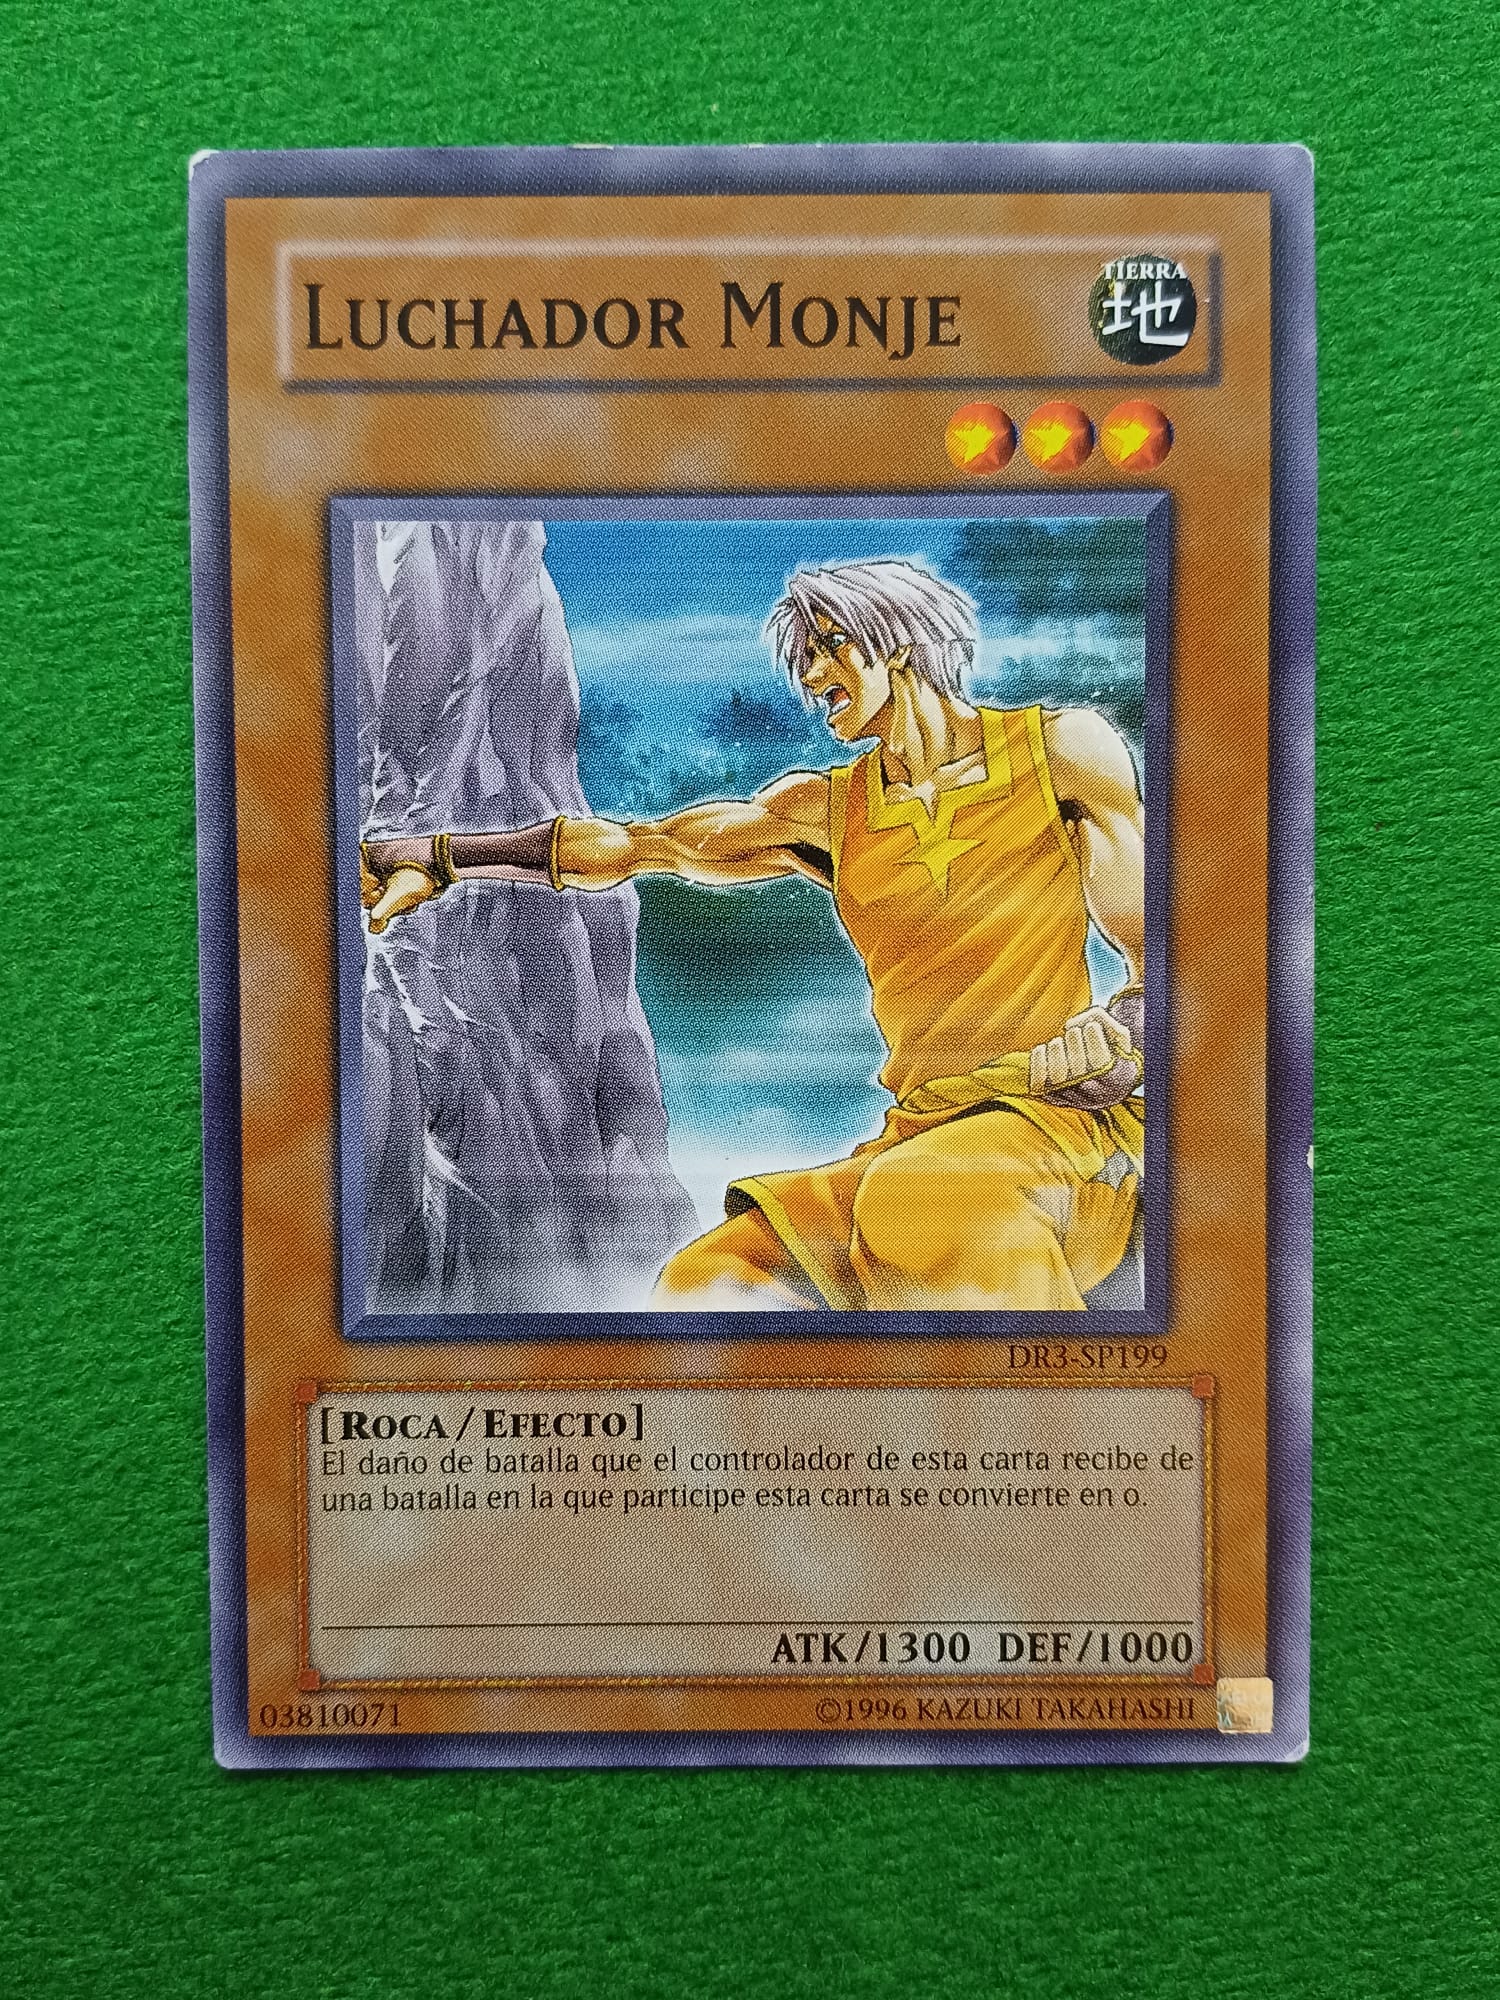 LUCHADOR MONJE
TIERRA
地
DR3-SP199
[ROCA/EFECTO]
El daño de batalla que el controlador de esta carta recibe de
una batalla en la que participe esta carta se convierte en 0.
ATK/1300 DEF/1000
03810071
©1996 KAZUKI TAKAHASHI